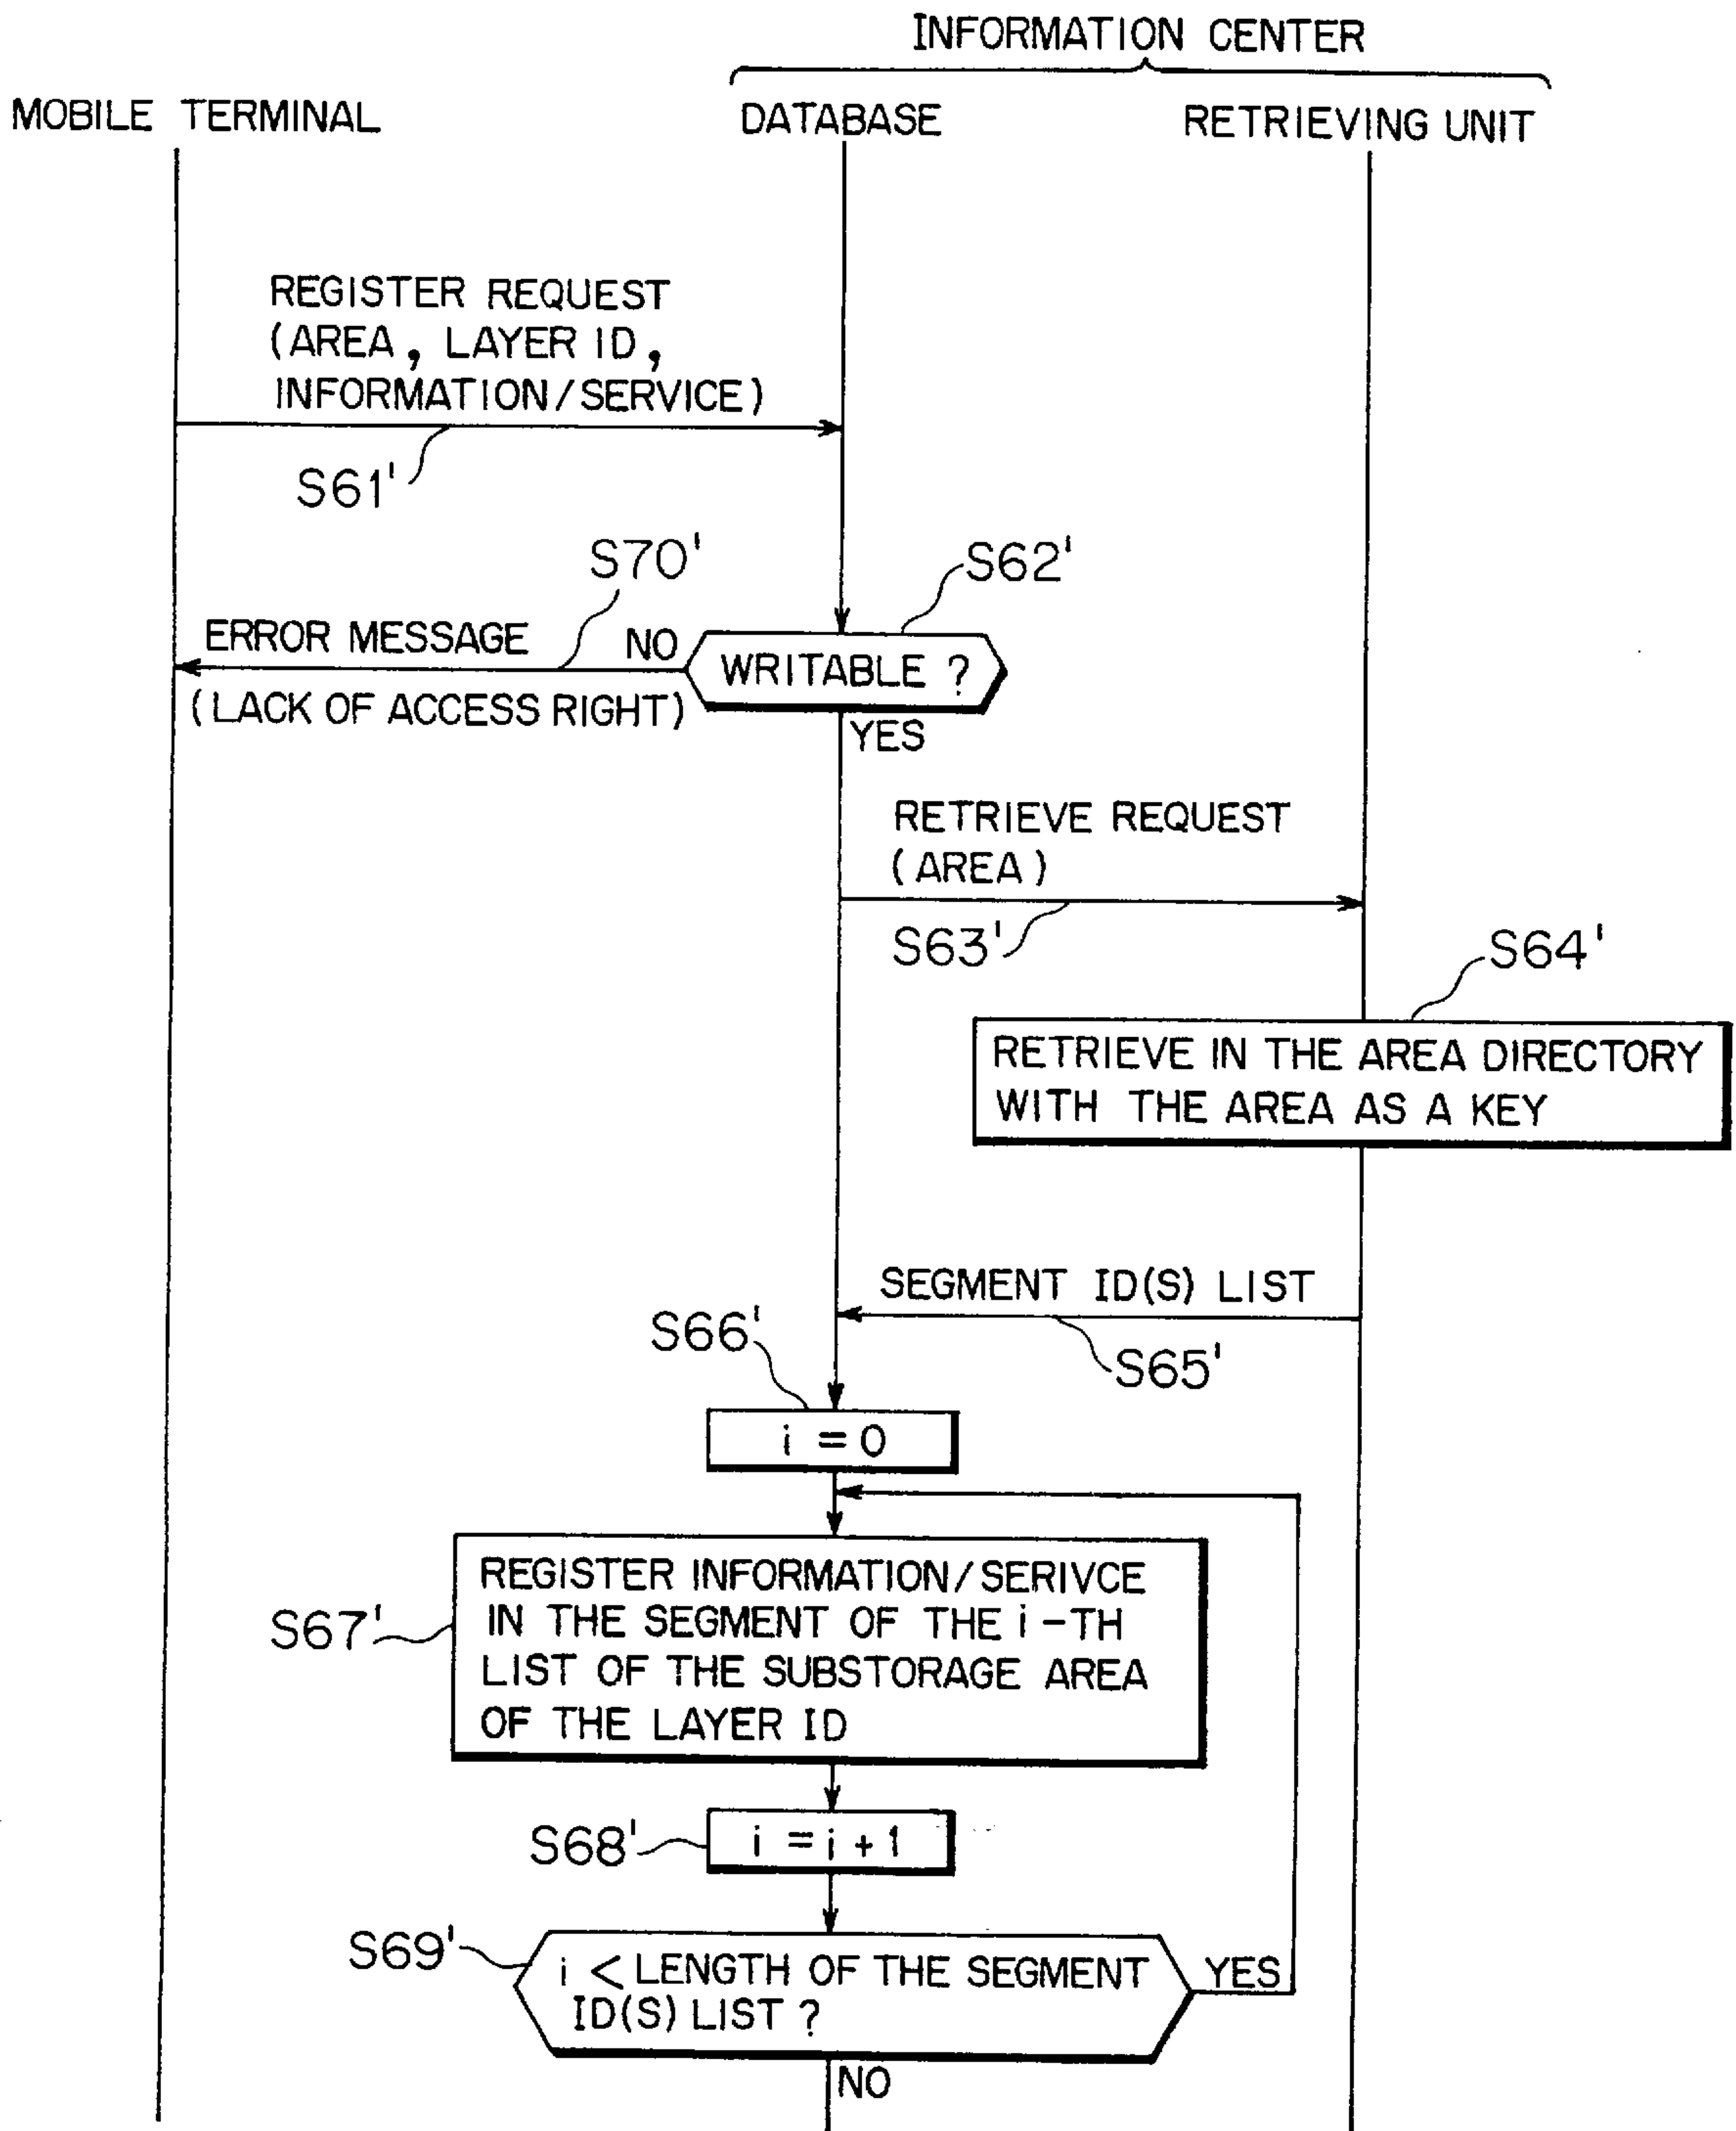 INFORMATION CENTER
MOBILE TERMINAL
DATABASE
RETRIEVING UNIT
REGISTER REQUEST
(AREA, LAYER ID,
INFORMATION/SERVICE)
S61'
S70'
S62'
ERROR MESSAGE
NO
WRITABLE ?
(LACK OF ACCESS RIGHT)
YES
RETRIEVE REQUEST
(AREA)
S63'
S64'
RETRIEVE IN THE AREA DIRECTORY
WITH THE AREA AS A KEY
SEGMENT ID(S) LIST
S66'
S65'
i = 0
REGISTER INFORMATION/SERIVCE
IN THE SEGMENT OF THE i-TH
LIST OF THE SUBSTORAGE AREA
OF THE LAYER ID
S67'
S68'
i = i + 1
S69'
i < LENGTH OF THE SEGMENT
ID(S) LIST ?
YES
NO